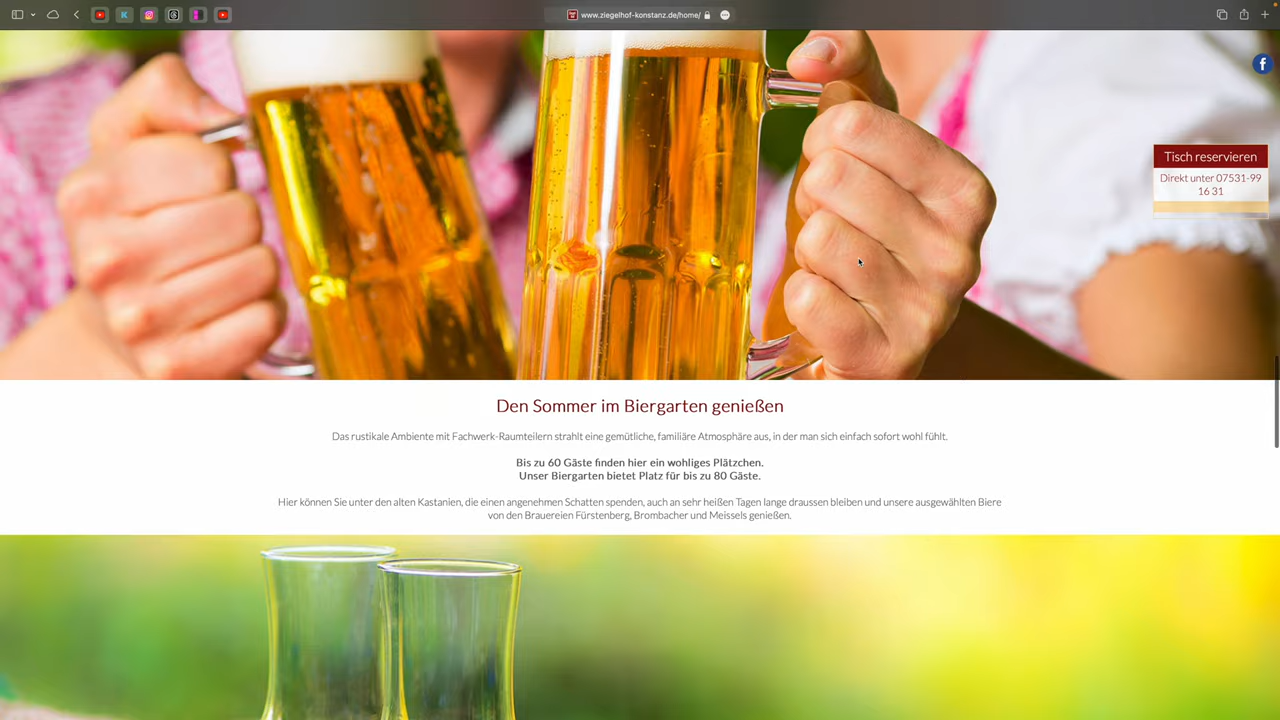 www.ziegelhof-konstanz.de/home/
Tisch reservieren
Direkt unter 07531-99
16 31
Den Sommer im Biergarten genießen
Das rustikale Ambiente mit Fachwerk-Raumteilern strahlt eine gemütliche, familiäre Atmosphäre aus, in der man sich einfach sofort wohl fühlt.
Bis zu 60 Gäste finden hier ein wohliges Plätzchen.
Unser Biergarten bietet Platz für bis zu 80 Gäste.
Hier können Sie unter den alten Kastanien, die einen angenehmen Schatten spenden, auch an sehr heißen Tagen lange draussen bleiben und unsere ausgewählten Biere
von den Brauereien Fürstenberg, Brombacher und Meissels genießen.